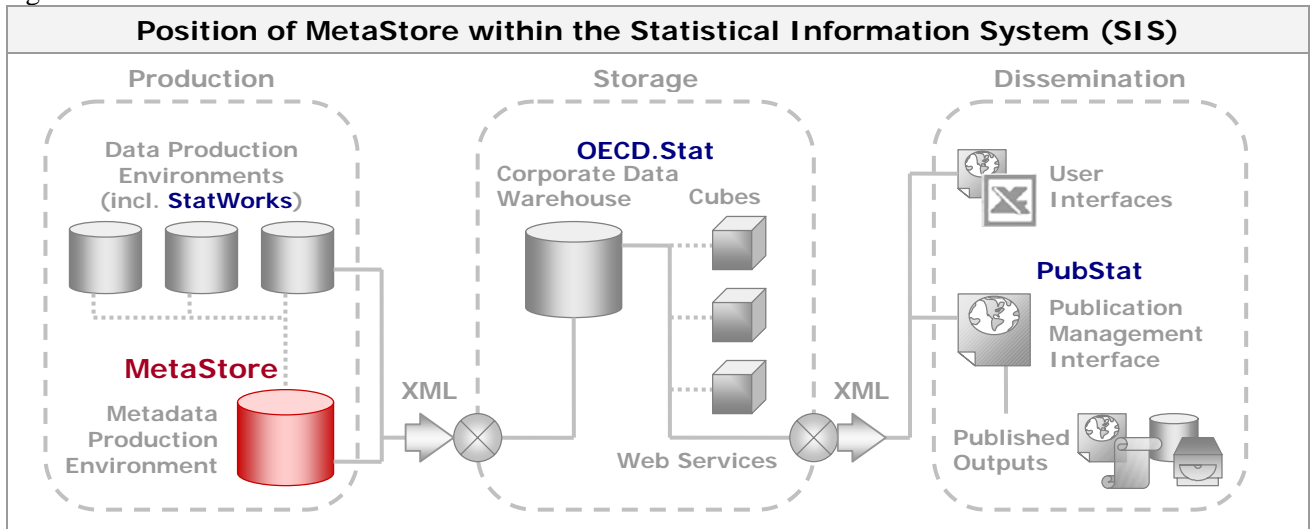 Position of MetaStore within the Statistical Information System (SIS)
Production
Data Production
Environments
(incl. StatWorks)
MetaStore
Metadata
Production
Environment
XML
Storage
OECD.Stat
Corporate Data
Warehouse
Cubes
Web Services
XML
Dissemination
User
Interfaces
PubStat
Publication
Management
Interface
Published
Outputs